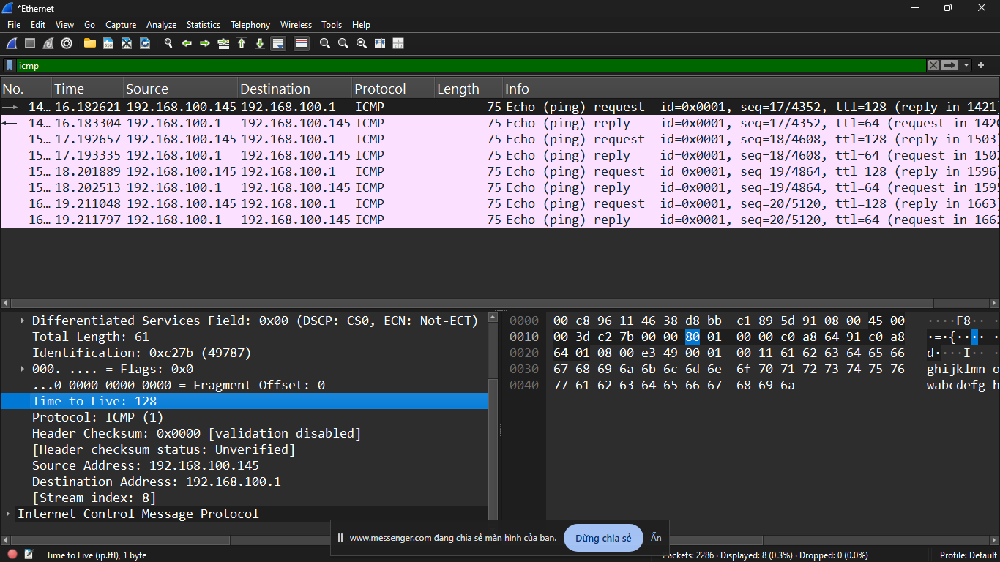 *Ethernet
File Edit View Go Capture Analyze Statistics Telephony Wireless Tools Help
icmp
No. Time Source Destination Protocol Length Info
14… 16.182621 192.168.100.145 192.168.100.1 ICMP 75 Echo (ping) request id=0x0001, seq=17/4352, ttl=128 (reply in 1421)
14… 16.183304 192.168.100.1 192.168.100.145 ICMP 75 Echo (ping) reply id=0x0001, seq=17/4352, ttl=64 (request in 1420
15… 17.192657 192.168.100.145 192.168.100.1 ICMP 75 Echo (ping) request id=0x0001, seq=18/4608, ttl=128 (reply in 1503)
15… 17.193335 192.168.100.1 192.168.100.145 ICMP 75 Echo (ping) reply id=0x0001, seq=18/4608, ttl=64 (request in 1502
15… 18.201889 192.168.100.145 192.168.100.1 ICMP 75 Echo (ping) request id=0x0001, seq=19/4864, ttl=128 (reply in 1596)
15… 18.202513 192.168.100.1 192.168.100.145 ICMP 75 Echo (ping) reply id=0x0001, seq=19/4864, ttl=64 (request in 1595
16… 19.211048 192.168.100.145 192.168.100.1 ICMP 75 Echo (ping) request id=0x0001, seq=20/5120, ttl=128 (reply in 1663)
16… 19.211797 192.168.100.1 192.168.100.145 ICMP 75 Echo (ping) reply id=0x0001, seq=20/5120, ttl=64 (request in 1662
Differentiated Services Field: 0x00 (DSCP: CS0, ECN: Not-ECT)
Total Length: 61
Identification: 0xc27b (49787)
000. .... = Flags: 0x0
...0 0000 0000 0000 = Fragment Offset: 0
Time to Live: 128
Protocol: ICMP (1)
Header Checksum: 0x0000 [validation disabled]
[Header checksum status: Unverified]
Source Address: 192.168.100.145
Destination Address: 192.168.100.1
[Stream index: 8]
Internet Control Message Protocol
0000 00 c8 96 11 46 38 d8 bb c1 89 5d 91 08 00 45 00 ····F8··
0010 00 3d c2 7b 00 00 80 01 00 00 c0 a8 64 91 c0 a8 ·=·{····
0020 64 01 08 00 e3 49 00 01 00 11 61 62 63 64 65 66 d····I··
0030 67 68 69 6a 6b 6c 6d 6e 6f 70 71 72 73 74 75 76 ghijklmn o
0040 77 61 62 63 64 65 66 67 68 69 6a wabcdefg h
www.messenger.com đang chia sẻ màn hình của bạn. Dừng chia sẻ Ẩn
Time to Live (ip.ttl), 1 byte
Packets: 2286 · Displayed: 8 (0.3%) · Dropped: 0 (0.0%)
Profile: Default